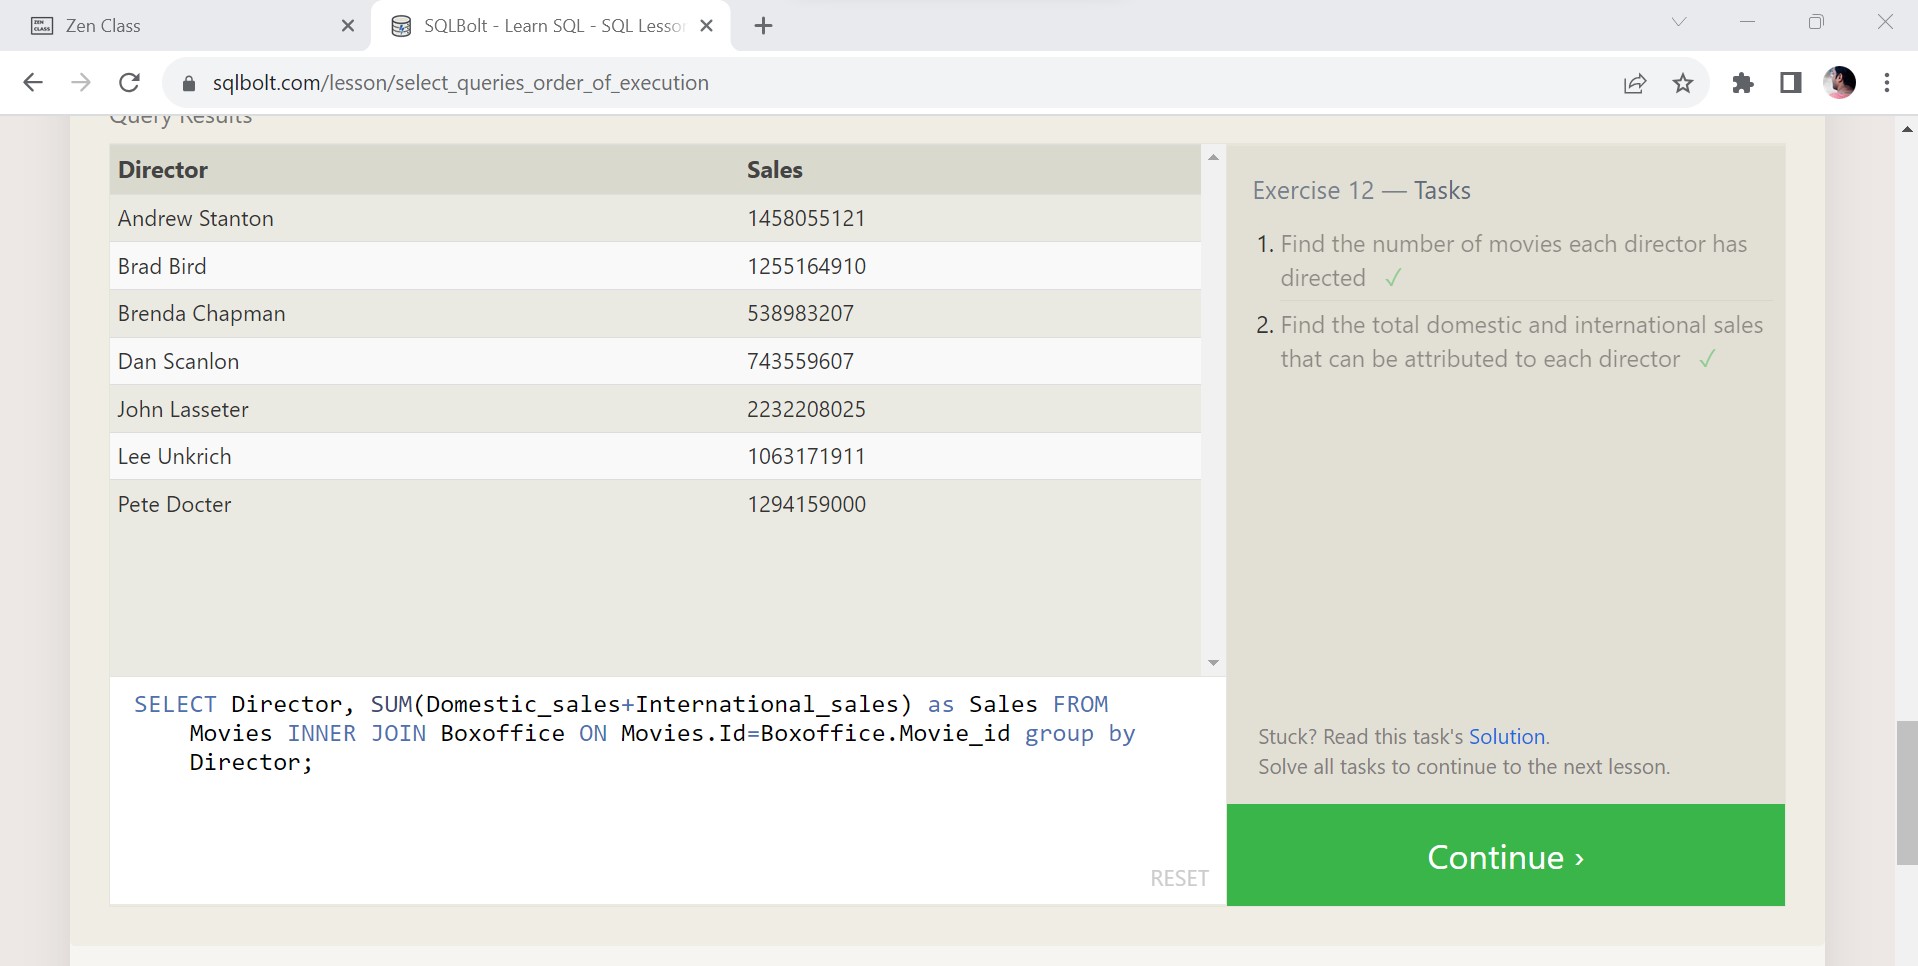 ZEN CLASS Zen Class
SQLBolt - Learn SQL - SQL Lesso
sqlbolt.com/lesson/select_queries_order_of_execution
Query Results
Director Sales
Andrew Stanton 1458055121
Brad Bird 1255164910
Brenda Chapman 538983207
Dan Scanlon 743559607
John Lasseter 2232208025
Lee Unkrich 1063171911
Pete Docter 1294159000
SELECT Director, SUM(Domestic_sales+International_sales) as Sales FROM
Movies INNER JOIN Boxoffice ON Movies.Id=Boxoffice.Movie_id group by
Director;
RESET
Exercise 12 — Tasks
1. Find the number of movies each director has
directed ✓
2. Find the total domestic and international sales
that can be attributed to each director ✓
Stuck? Read this task's Solution.
Solve all tasks to continue to the next lesson.
Continue ›